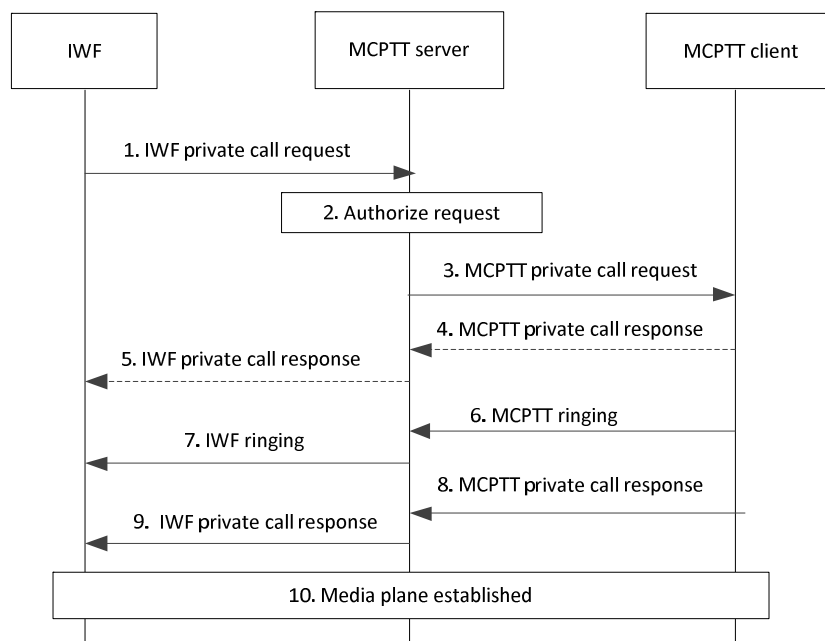 IWF
MCPTT server
MCPTT client
1. IWF private call request
2. Authorize request
3. MCPTT private call request
4. MCPTT private call response
5. IWF private call response
6. MCPTT ringing
7. IWF ringing
8. MCPTT private call response
9. IWF private call response
10. Media plane established